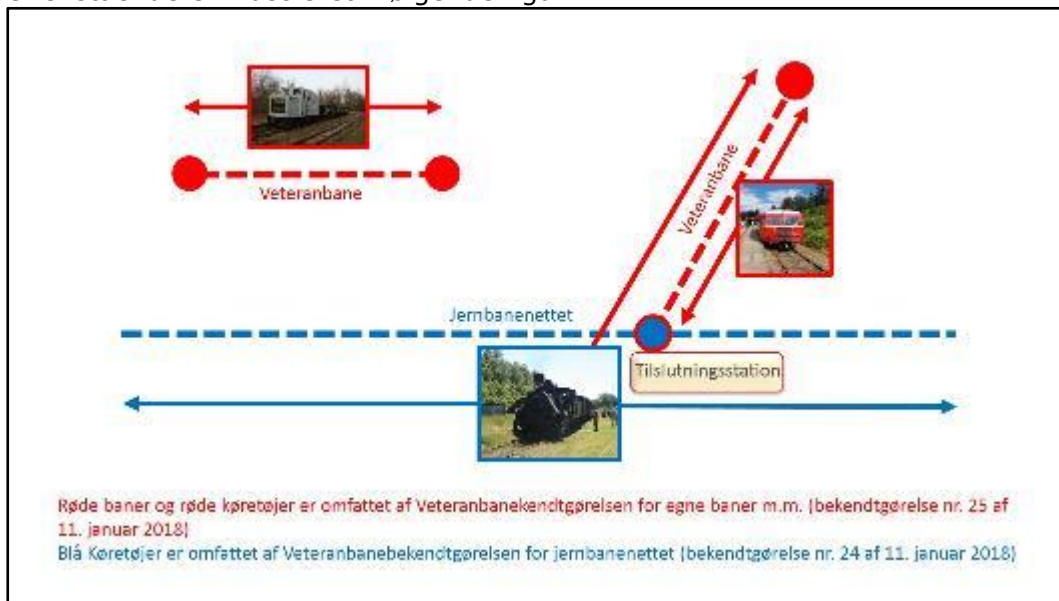 Veteranbane
Veteranbane
Jernbanenettet
Tilslutningsstation
Røde baner og røde køretøjer er omfattet af Veteranbanekendtgørelsen for egne baner m.m. (bekendtgørelse nr. 25 af
11. januar 2018)
Blå Køretøjer er omfattet af Veteranbanebekendtgørelsen for jernbanenettet (bekendtgørelse nr. 24 af 11. januar 2018)